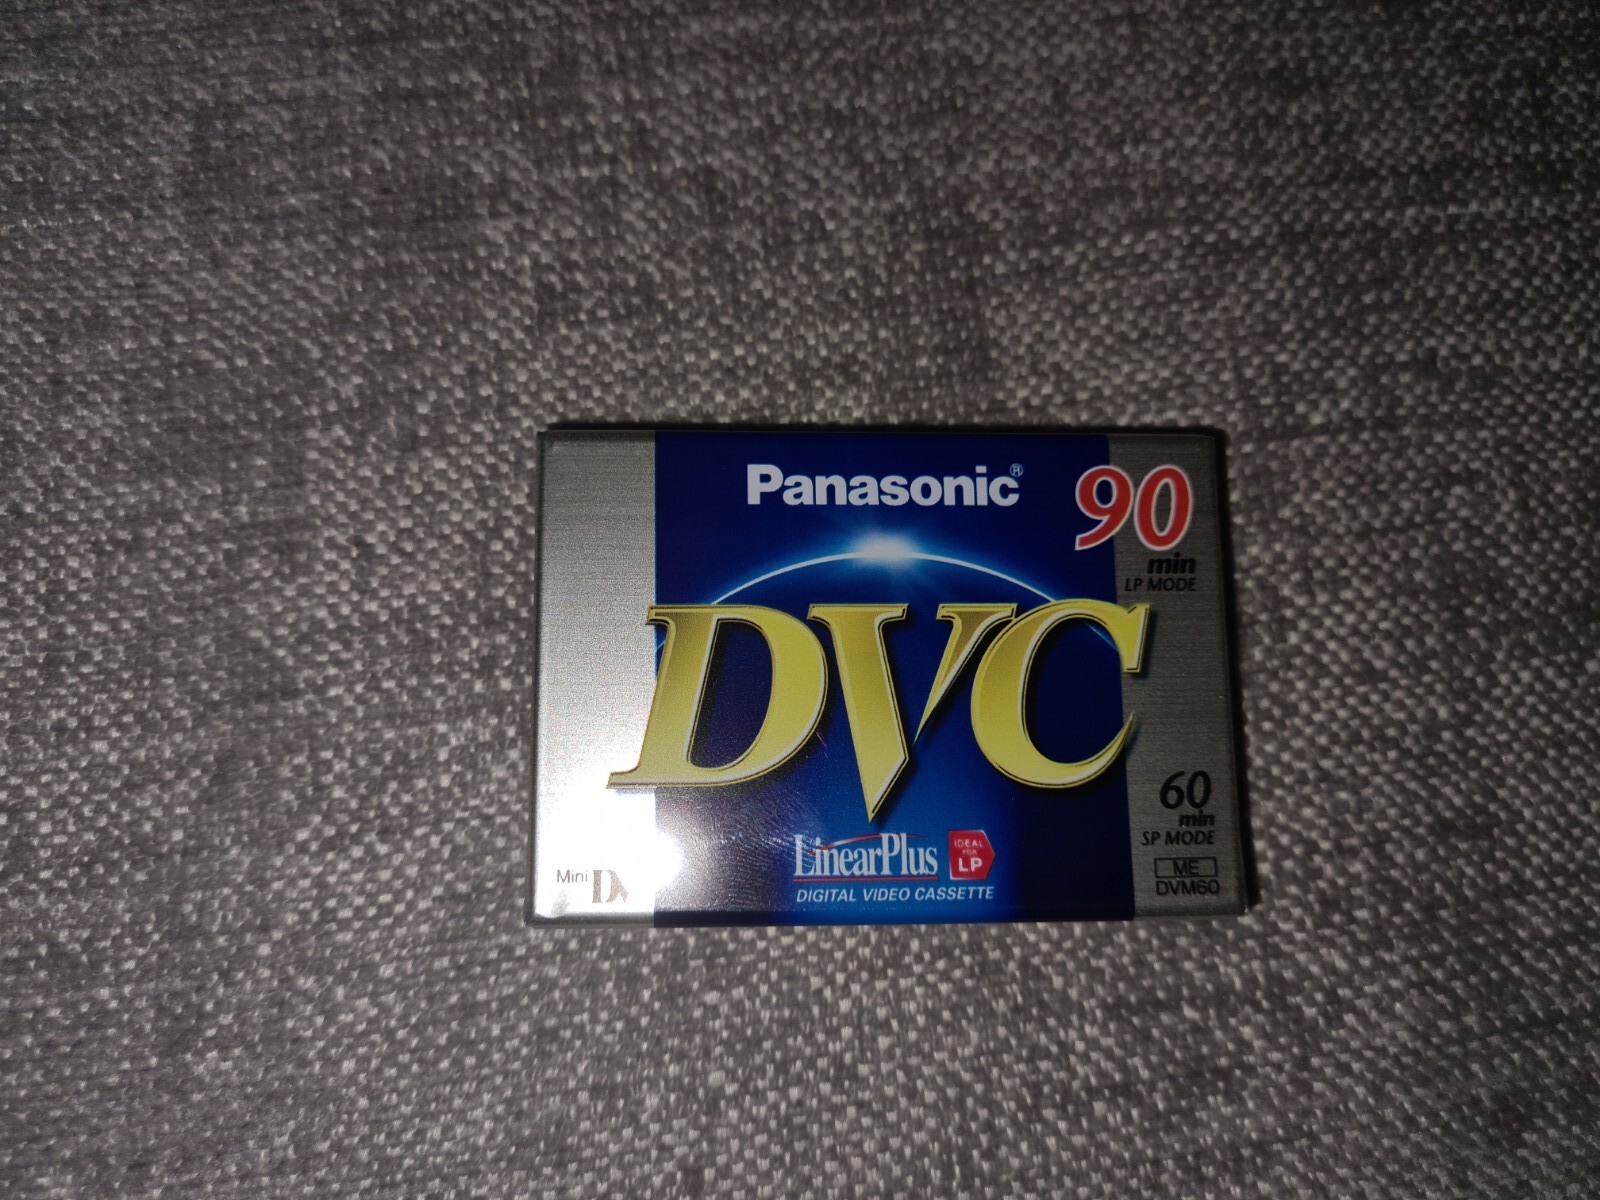 Panasonic®
90
min
LP MODE
DVC
60
min
SP MODE
LinearPlus
IDEAL
FOR
LP
DIGITAL VIDEO CASSETTE
Mini
ME
DVM60